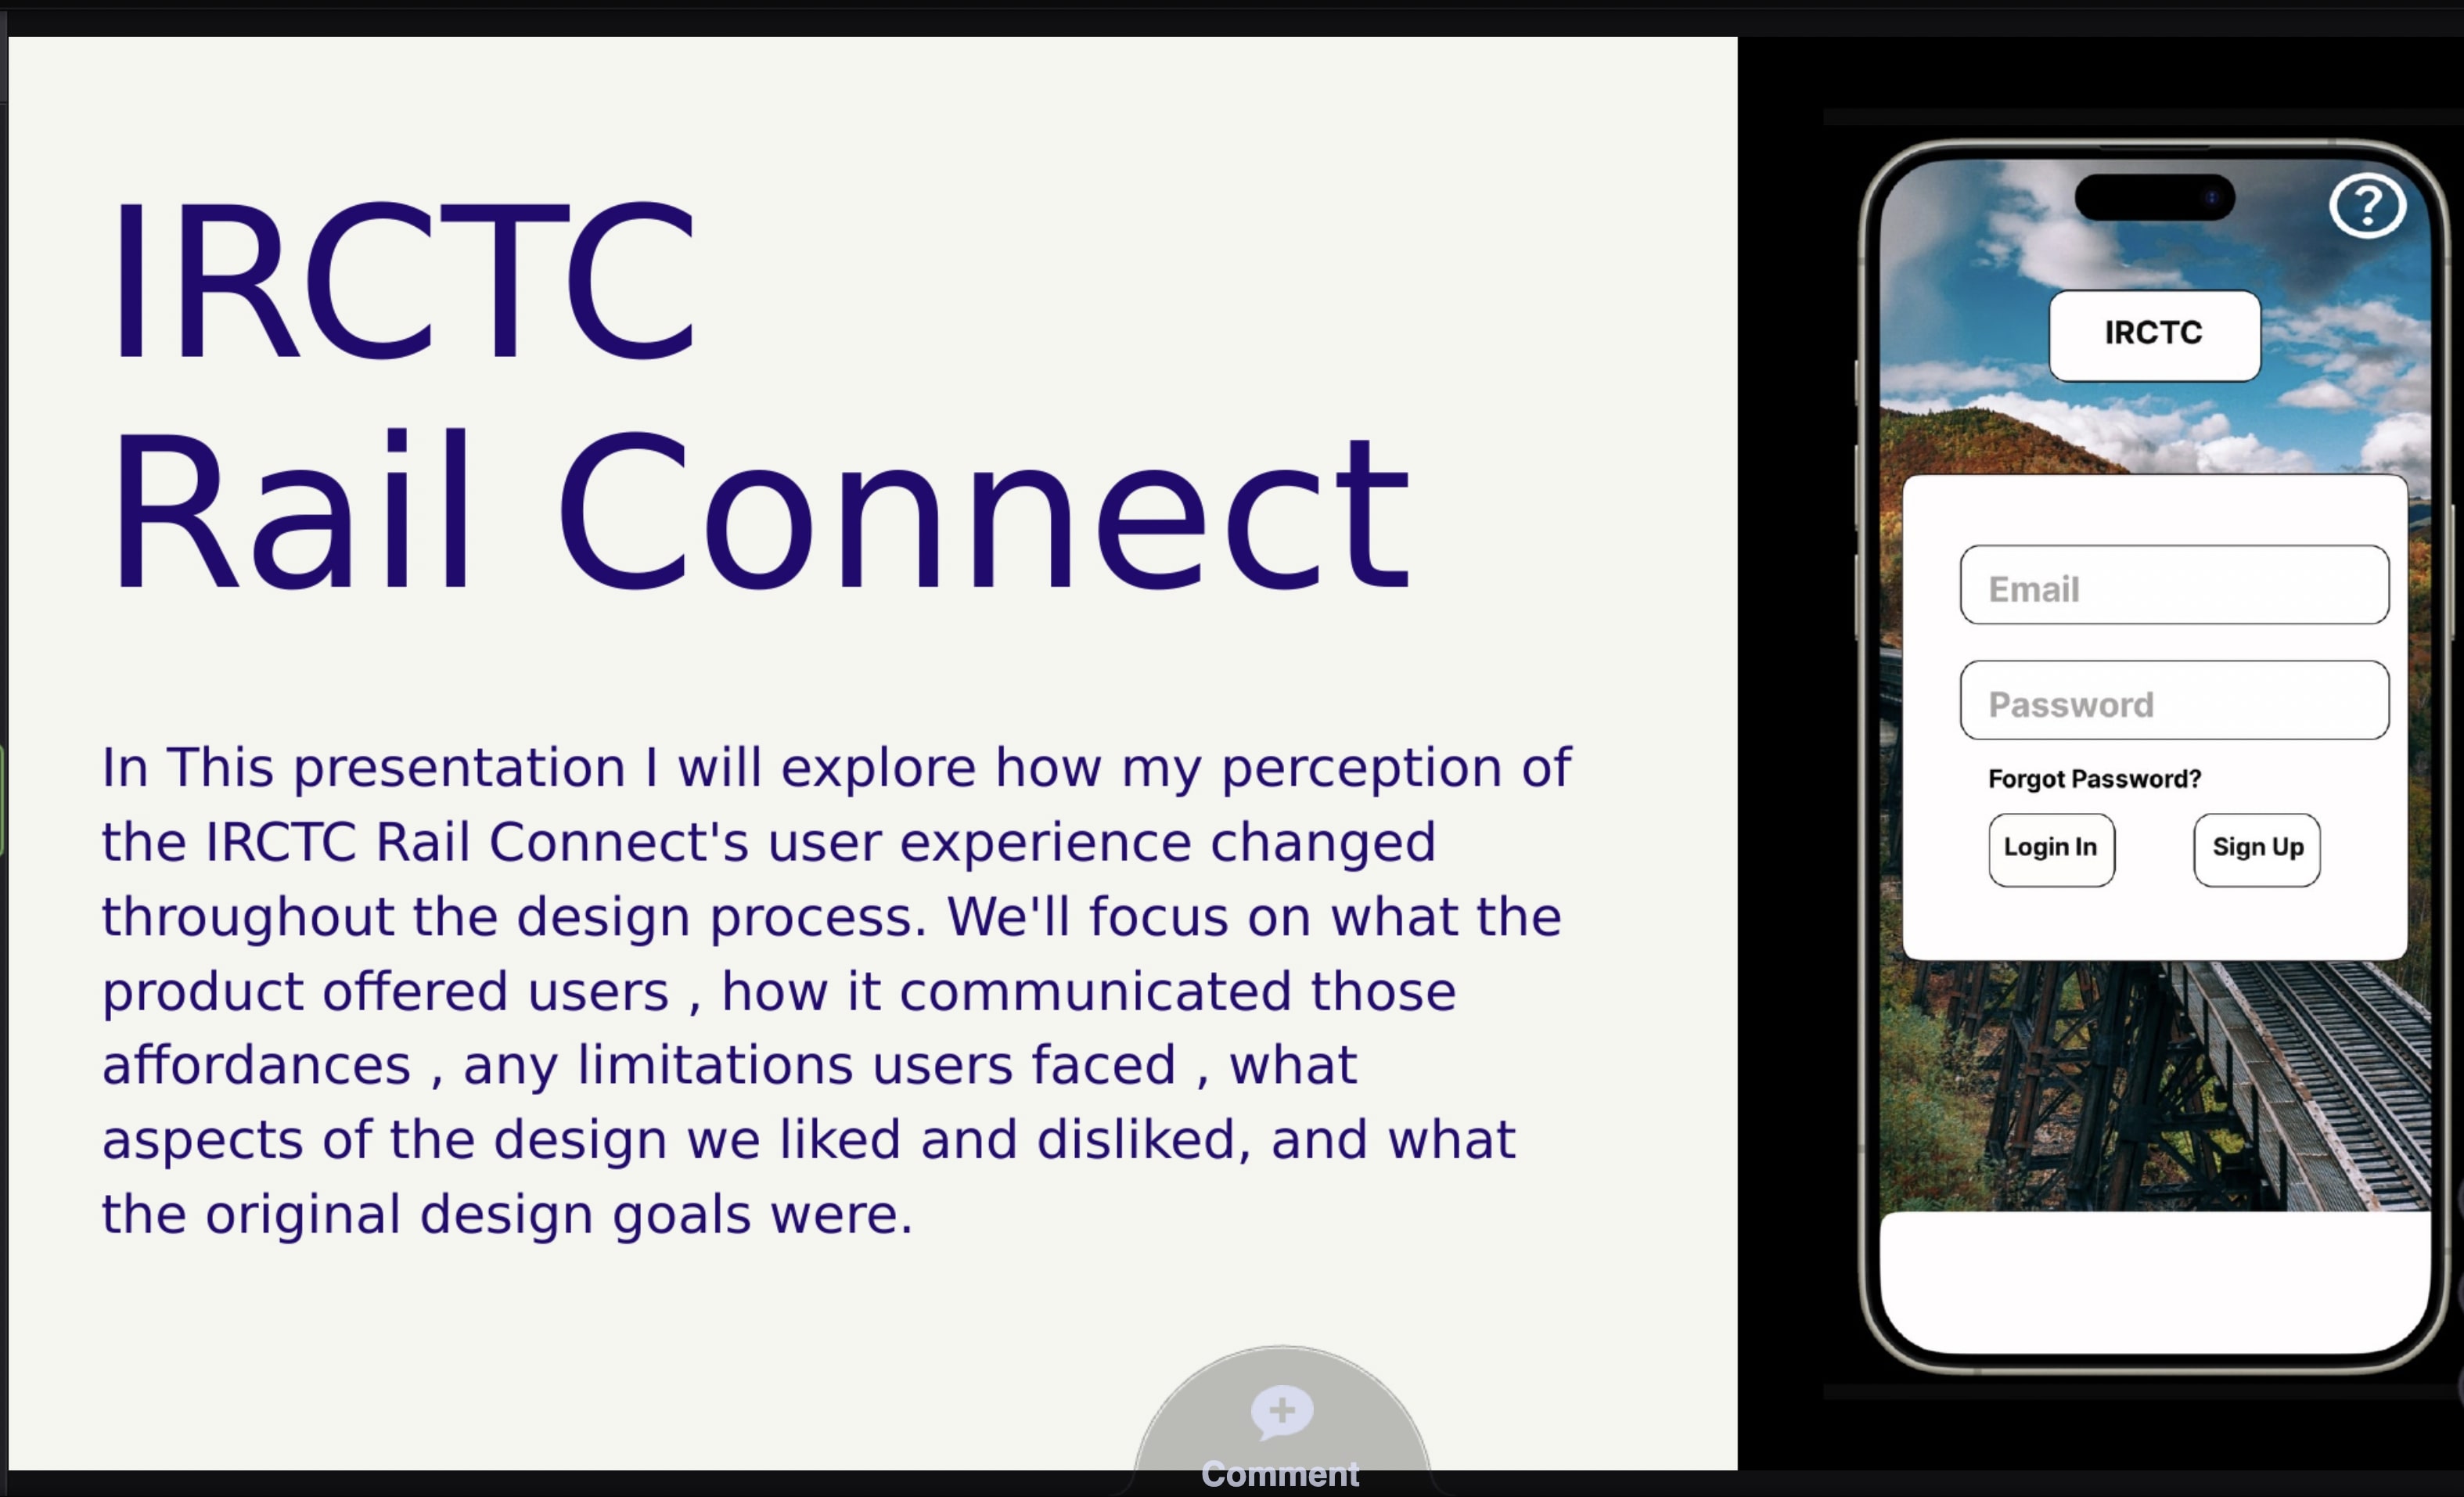 IRCTC
Rail Connect
In This presentation I will explore how my perception of
the IRCTC Rail Connect's user experience changed
throughout the design process. We'll focus on what the
product offered users , how it communicated those
affordances , any limitations users faced , what
aspects of the design we liked and disliked, and what
the original design goals were.
Comment
?
IRCTC
Email
Password
Forgot Password?
Login In
Sign Up